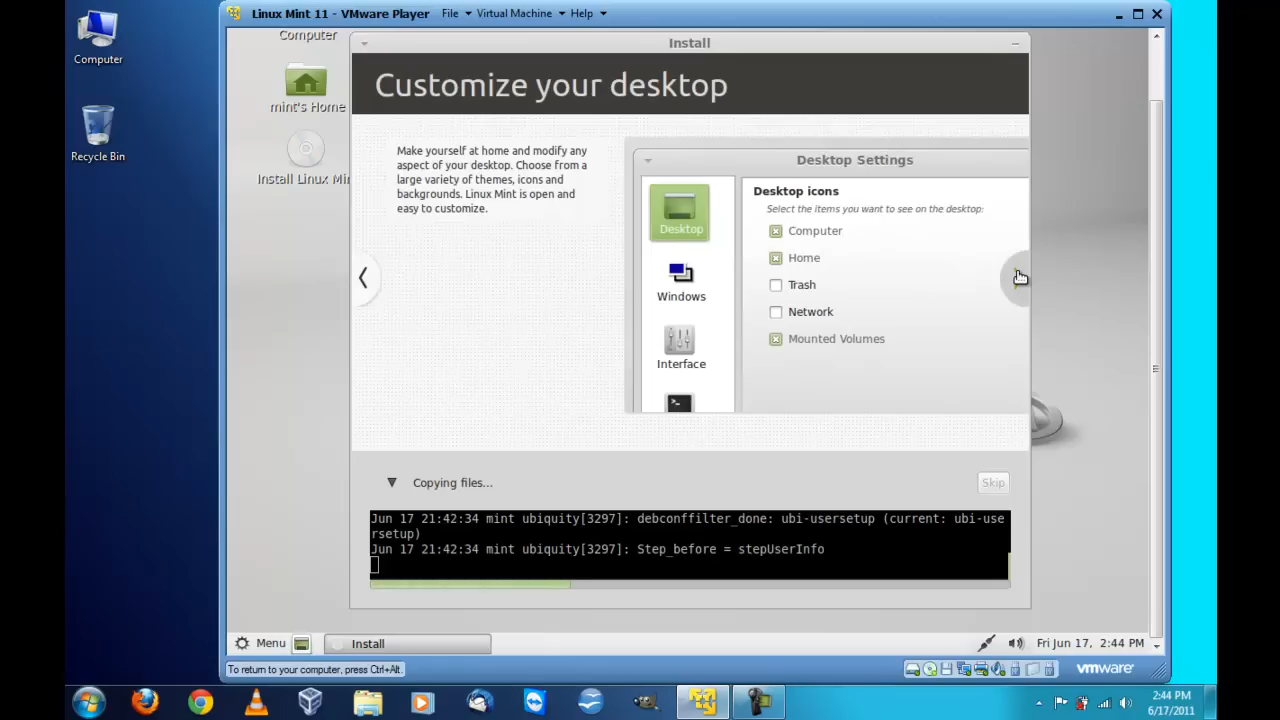 Computer
Recycle Bin
Linux Mint 11 - VMware Player File Virtual Machine Help
Computer
mint's Home
Install Linux Min
Install
Customize your desktop
Make yourself at home and modify any
aspect of your desktop. Choose from a
large variety of themes, icons and
backgrounds. Linux Mint is open and
easy to customize.
Desktop Settings
Desktop
Windows
Interface
Desktop icons
Select the items you want to see on the desktop:
Computer
Home
Trash
Network
Mounted Volumes
Copying files...
Skip
Jun 17 21:42:34 mint ubiquity[3297]: debconffilter_done: ubi-usersetup (current: ubi-use
rsetup)
Jun 17 21:42:34 mint ubiquity[3297]: Step_before = stepUserInfo
Menu Install Fri Jun 17, 2:44 PM
To return to your computer, press Ctrl+Alt.
vmware
2:44 PM
6/17/2011